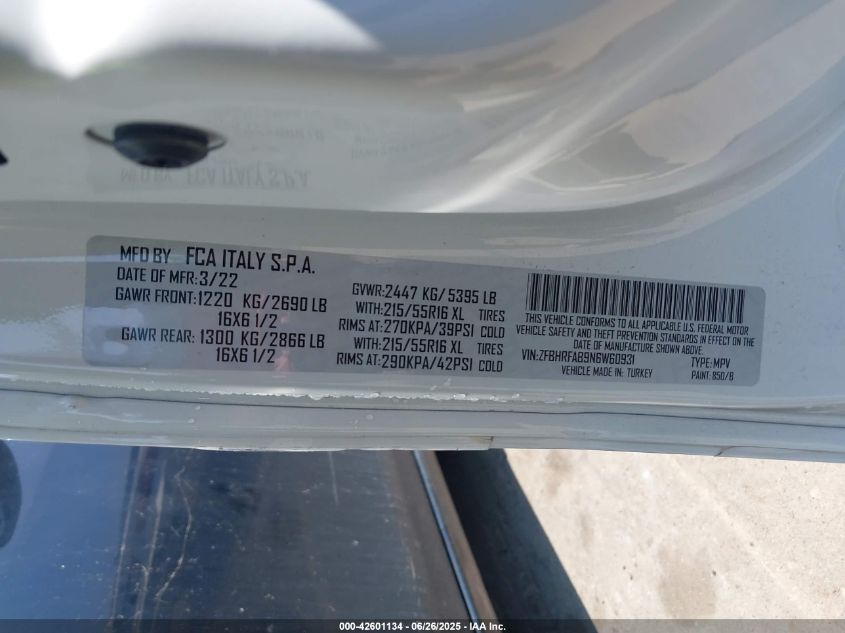 MFD BY FCA ITALY S.P.A.
DATE OF MFR:3/22
GAWR FRONT:1220 KG/2690 LB
16X6 1/2
GAWR REAR:1300 KG/2866 LB
16X6 1/2
GVWR:2447 KG/5395 LB
WITH:215/55R16 XL TIRES
RIMS AT:270KPA/39PSI COLD
WITH:215/55R16 XL TIRES
RIMS AT:290KPA/42PSI COLD
THIS VEHICLE CONFORMS TO ALL APPLICABLE U.S. FEDERAL MOTOR
VEHICLE SAFETY AND THEFT PREVENTION STANDARDS IN EFFECT ON THE
DATE OF MANUFACTURE SHOWN ABOVE.
VIN:ZFBHRFAB9N6W60931 TYPE:MPV
VEHICLE MADE IN: TURKEY PAINT: 850/B
000-42601134 - 06/26/2025 - IAA Inc.